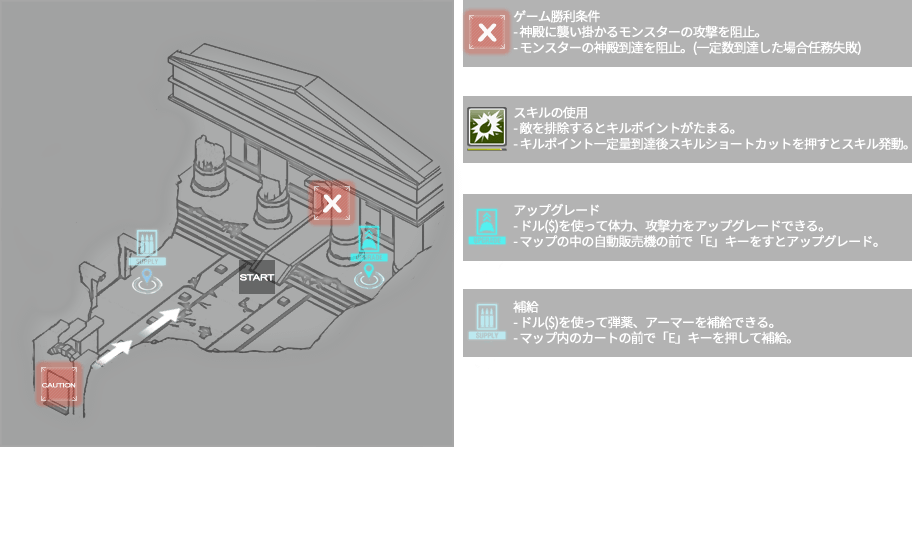 ゲーム勝利条件
- 神殿に襲い掛かるモンスターの攻撃を阻止。
- モンスターの神殿到達を阻止。(一定数到達した場合任務失敗)
スキルの使用
- 敵を排除するとキルポイントがたまる。
- キルポイント一定量到達後スキルショートカットを押すとスキル発動。
アップグレード
- ドル($)を使って体力、攻撃力をアップグレードできる。
- マップの中の自動販売機の前で「E」キーをすとアップグレード。
補給
- ドル($)を使って弾薬、アーマーを補給できる。
- マップ内のカートの前で「E」キーを押して補給。
SUPPLY
START
CAUTION
SUPPLY